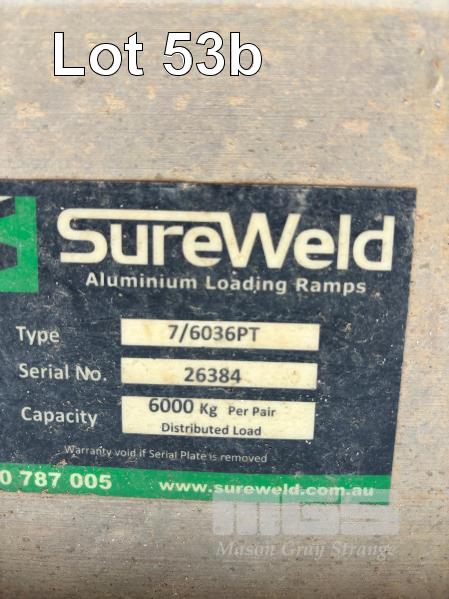 Lot 53b
SureWeld
Aluminium Loading Ramps
Type 7/6036PT
Serial No. 26384
Capacity 6000 Kg Per Pair
Distributed Load
Warranty void if Serial Plate is removed
0 787 005 www.sureweld.com.au
MGS
Mason Gray Strange